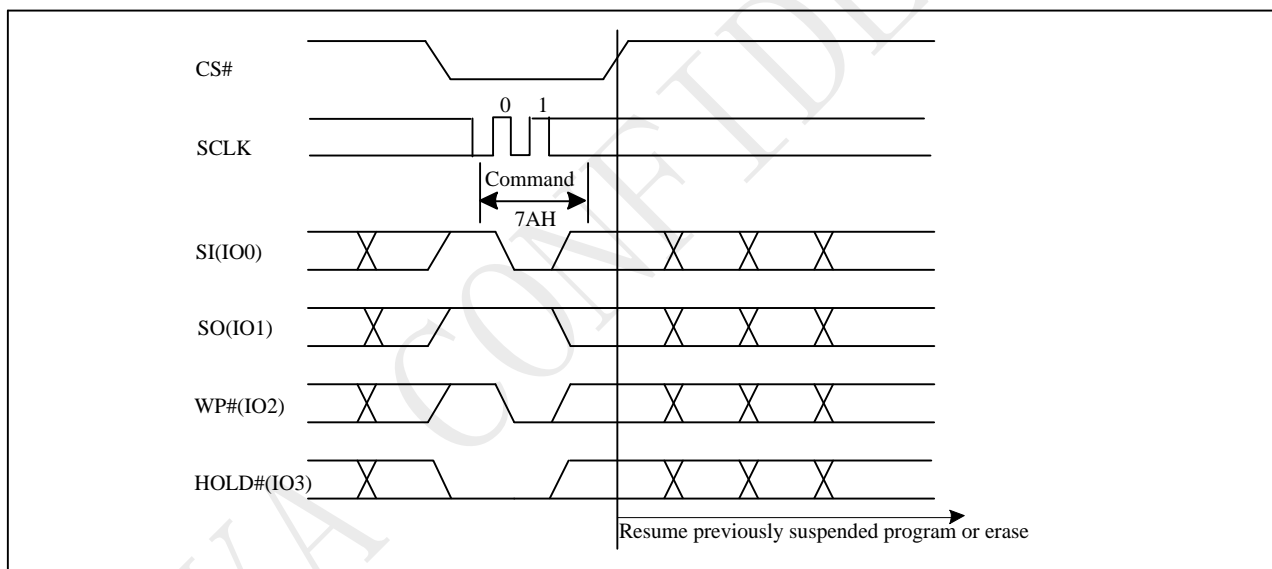 CS#
0 1
SCLK
Command
7AH
SI(IO0)
SO(IO1)
WP#(IO2)
HOLD#(IO3)
Resume previously suspended program or erase